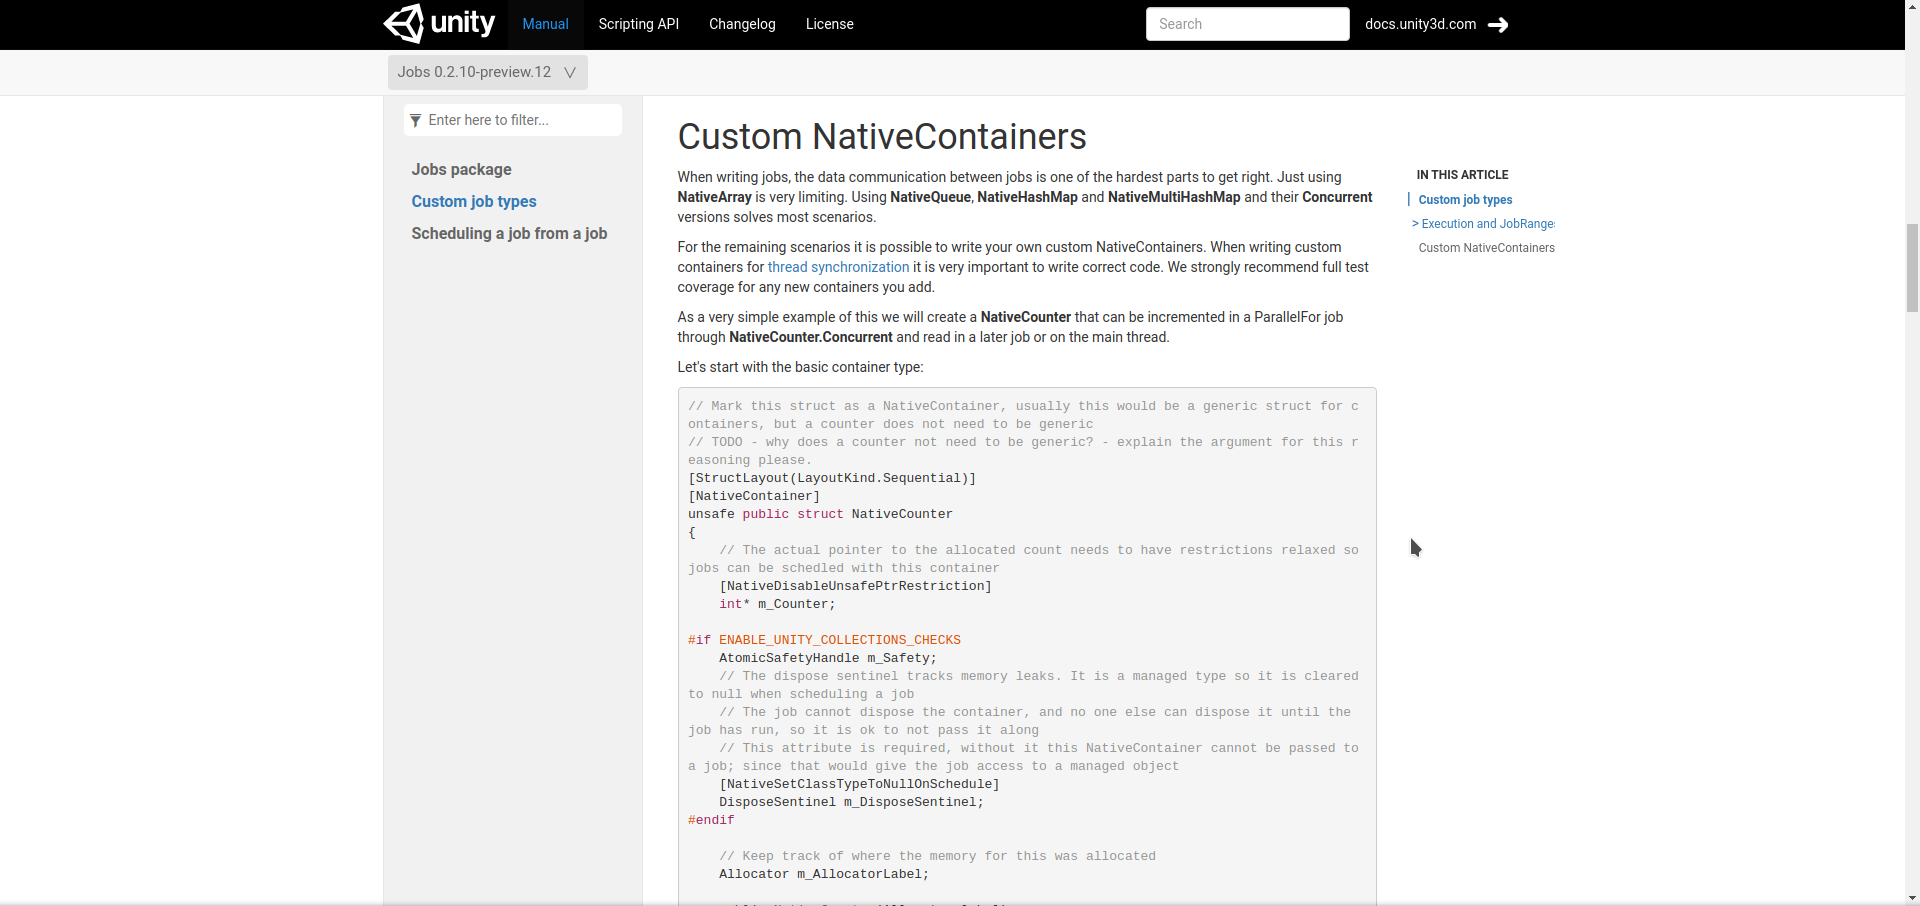 unity
Manual
Scripting API
Changelog
License
Search
docs.unity3d.com
Jobs 0.2.10-preview.12
Enter here to filter...
Jobs package
Custom job types
Scheduling a job from a job
Custom NativeContainers
When writing jobs, the data communication between jobs is one of the hardest parts to get right. Just using
NativeArray is very limiting. Using NativeQueue, NativeHashMap and NativeMultiHashMap and their Concurrent
versions solves most scenarios.
For the remaining scenarios it is possible to write your own custom NativeContainers. When writing custom
containers for thread synchronization it is very important to write correct code. We strongly recommend full test
coverage for any new containers you add.
As a very simple example of this we will create a NativeCounter that can be incremented in a ParallelFor job
through NativeCounter.Concurrent and read in a later job or on the main thread.
Let's start with the basic container type:
// Mark this struct as a NativeContainer, usually this would be a generic struct for c
ontainers, but a counter does not need to be generic
// TODO - why does a counter not need to be generic? - explain the argument for this r
easoning please.
[StructLayout(LayoutKind.Sequential)]
[NativeContainer]
unsafe public struct NativeCounter
{
// The actual pointer to the allocated count needs to have restrictions relaxed so
jobs can be schedled with this container
[NativeDisableUnsafePtrRestriction]
int* m_Counter;
#if ENABLE_UNITY_COLLECTIONS_CHECKS
AtomicSafetyHandle m_Safety;
// The dispose sentinel tracks memory leaks. It is a managed type so it is cleared
to null when scheduling a job
// The job cannot dispose the container, and no one else can dispose it until the
job has run, so it is ok to not pass it along
// This attribute is required, without it this NativeContainer cannot be passed to
a job; since that would give the job access to a managed object
[NativeSetClassTypeToNullOnSchedule]
DisposeSentinel m_DisposeSentinel;
#endif
// Keep track of where the memory for this was allocated
Allocator m_AllocatorLabel;
IN THIS ARTICLE
Custom job types
> Execution and JobRanges
Custom NativeContainers